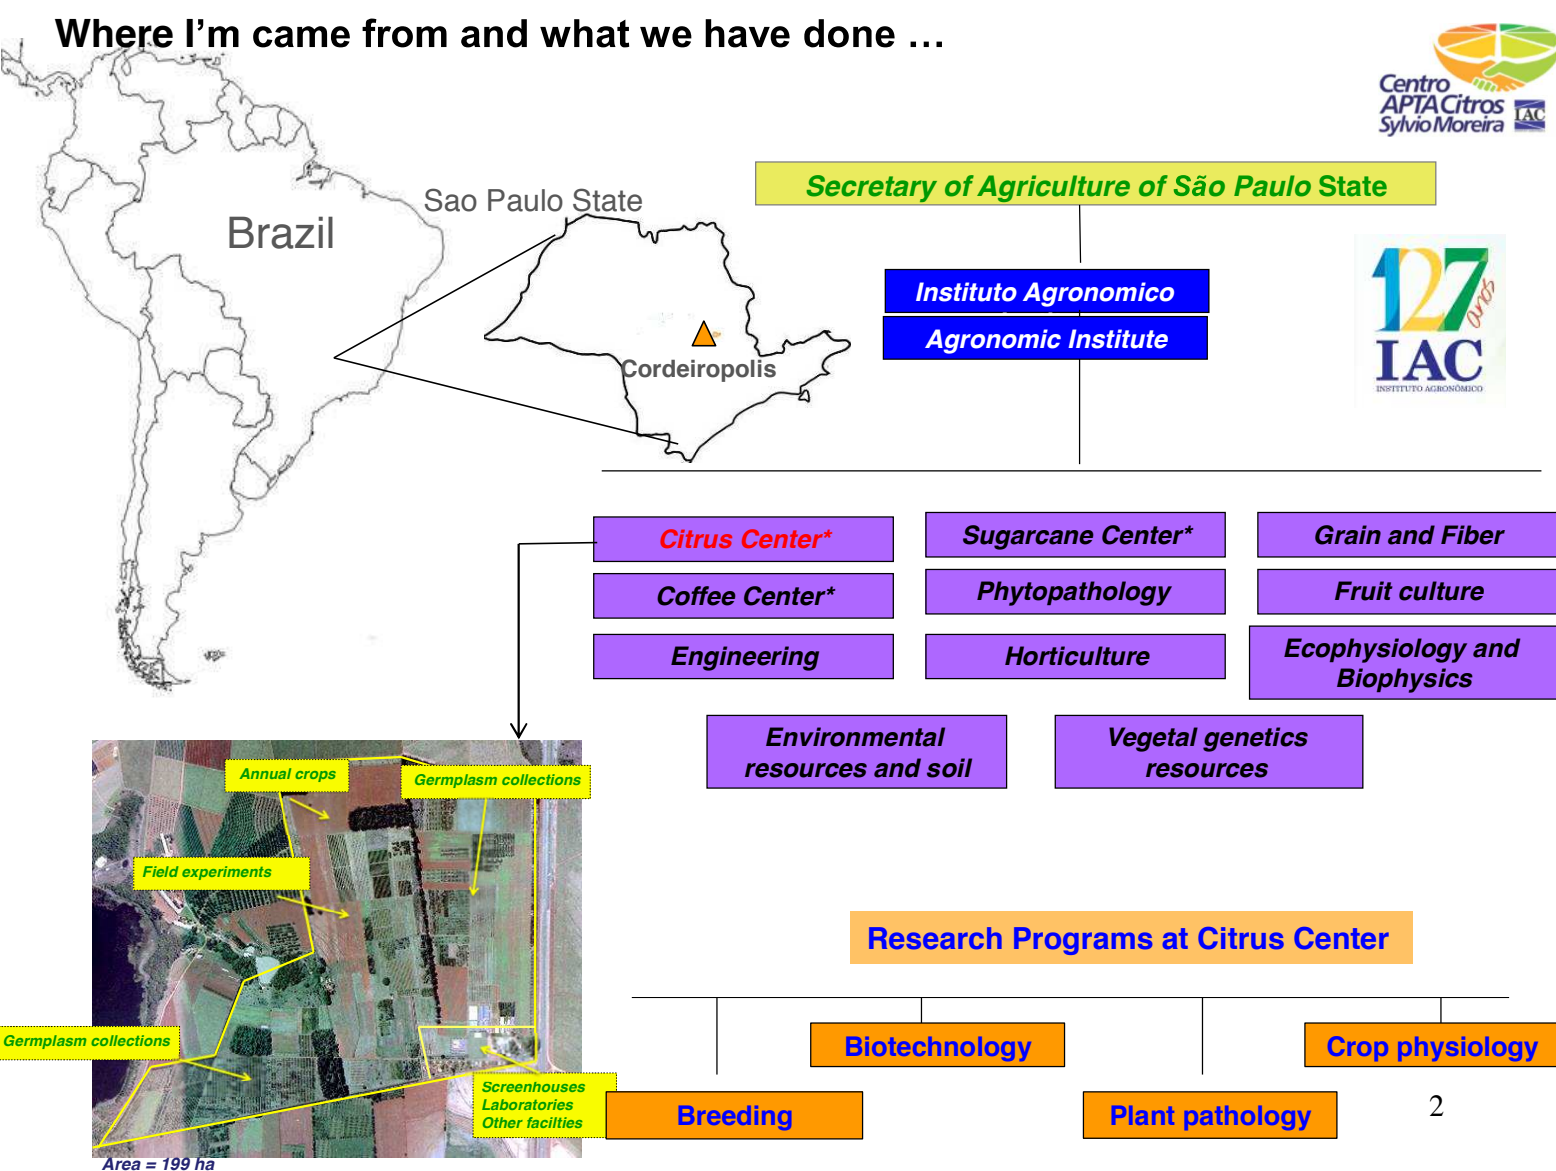 Where I'm came from and what we have done …
Centro
APTACitros
Sylvio Moreira
IAC
Brazil
Sao Paulo State
Cordeiropolis
Secretary of Agriculture of São Paulo State
Instituto Agronomico
Agronomic Institute
127
anos
IAC
INSTITUTO AGRONÔMICO
Citrus Center*
Sugarcane Center*
Grain and Fiber
Coffee Center*
Phytopathology
Fruit culture
Engineering
Horticulture
Ecophysiology and
Biophysics
Environmental
resources and soil
Vegetal genetics
resources
Annual crops
Germplasm collections
Field experiments
Germplasm collections
Screenhouses
Laboratories
Other facilties
Area = 199 ha
Research Programs at Citrus Center
Biotechnology
Crop physiology
Breeding
Plant pathology
2